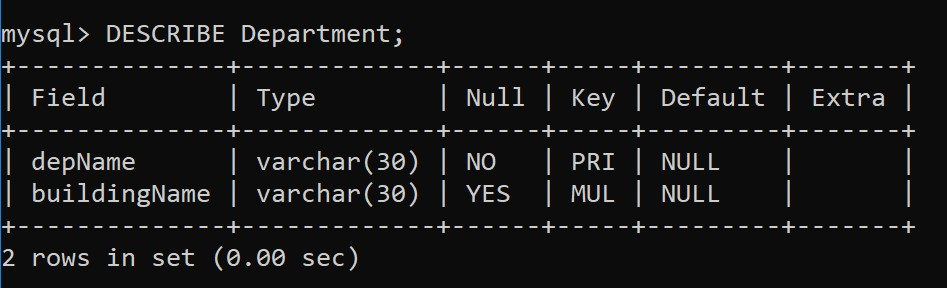 mysql> DESCRIBE Department;
+--------------+-------------+------+-----+---------+-------+
| Field        | Type        | Null | Key | Default | Extra |
+--------------+-------------+------+-----+---------+-------+
| depName      | varchar(30) | NO   | PRI | NULL    |       |
| buildingName | varchar(30) | YES  | MUL | NULL    |       |
+--------------+-------------+------+-----+---------+-------+
2 rows in set (0.00 sec)